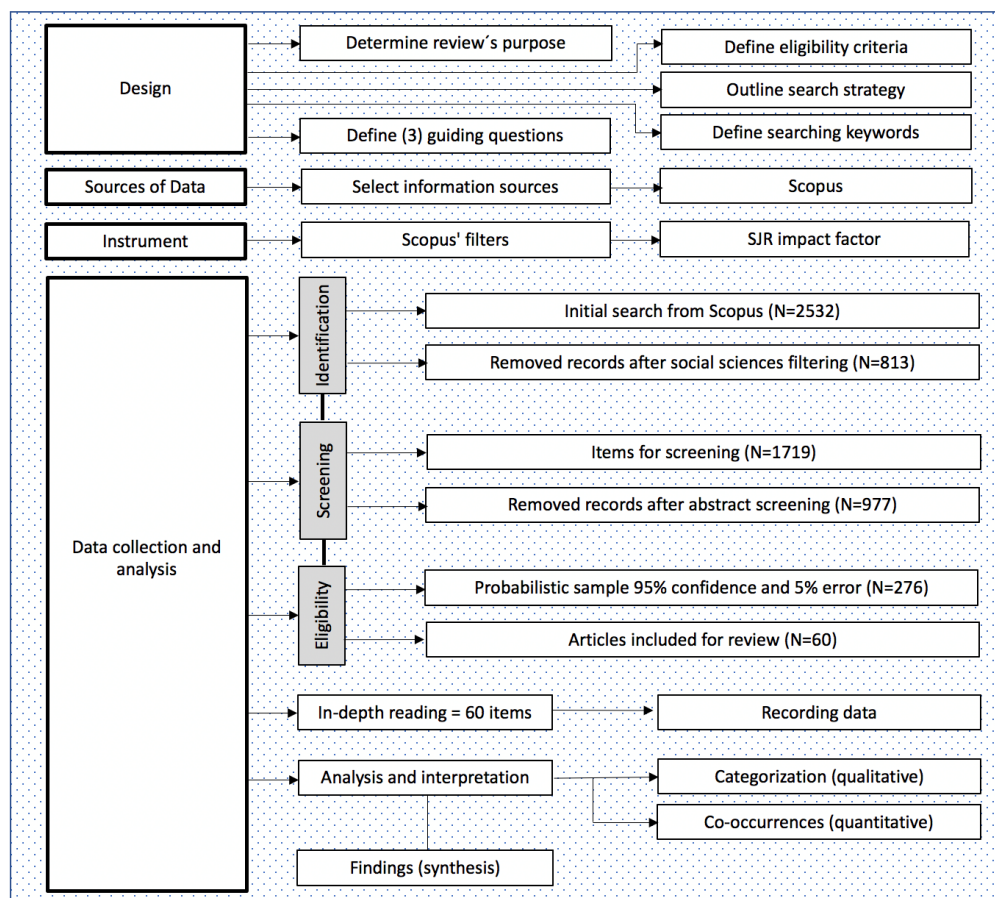 Design
Determine review´s purpose
Define eligibility criteria
Outline search strategy
Define (3) guiding questions
Define searching keywords
Sources of Data
Select information sources
Scopus
Instrument
Scopus' filters
SJR impact factor
Data collection and
analysis
Identification
Initial search from Scopus (N=2532)
Removed records after social sciences filtering (N=813)
Screening
Items for screening (N=1719)
Removed records after abstract screening (N=977)
Eligibility
Probabilistic sample 95% confidence and 5% error (N=276)
Articles included for review (N=60)
In-depth reading = 60 items
Recording data
Analysis and interpretation
Categorization (qualitative)
Co-occurrences (quantitative)
Findings (synthesis)